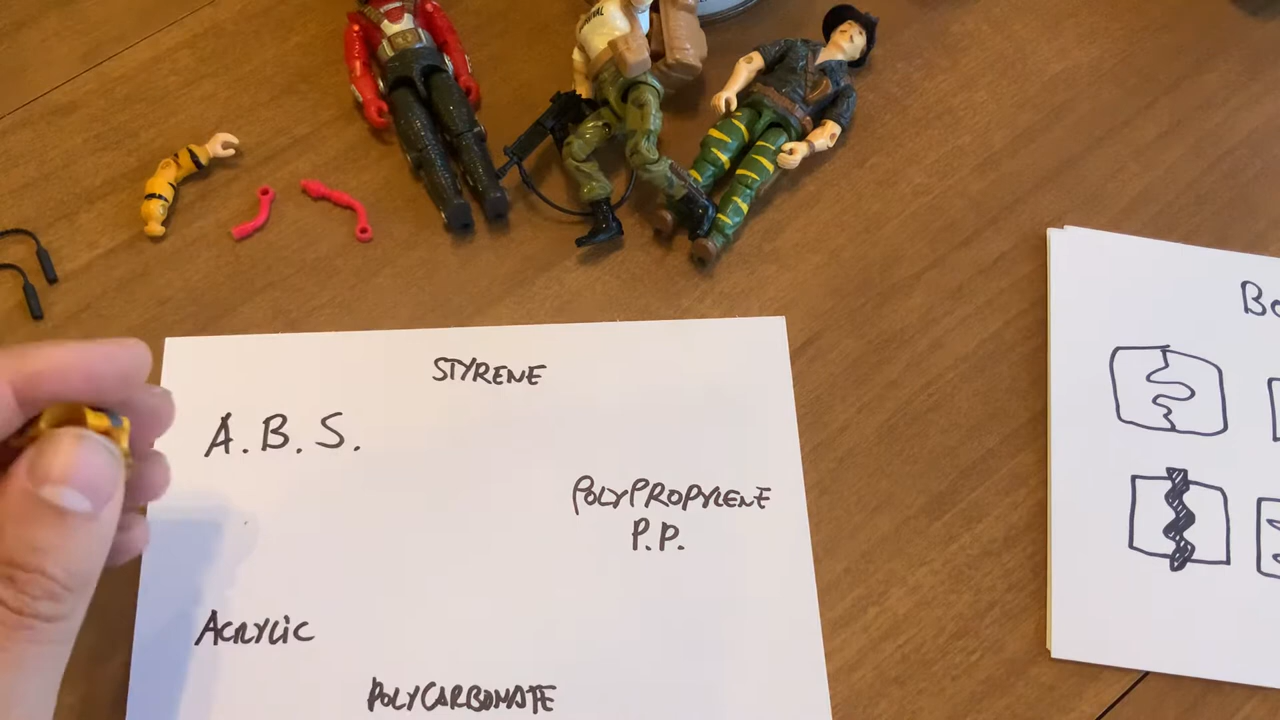 STYRENE
A.B.S.
POLYPROPYLENE
P.P.
ACRYLIC
POLYCARBONATE